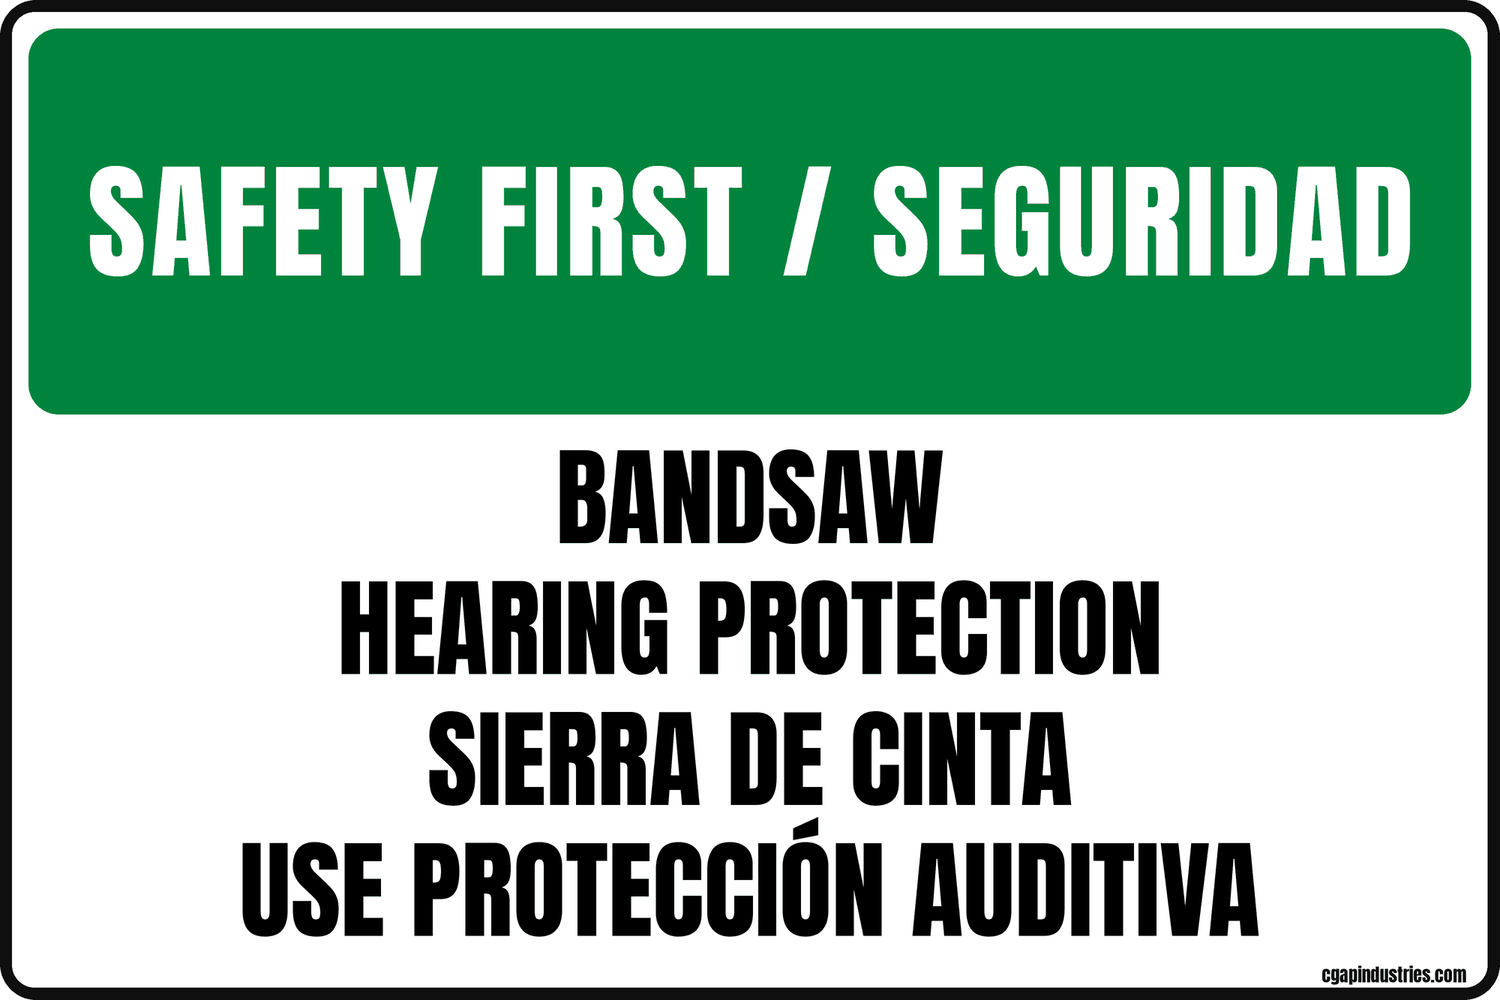 SAFETY FIRST / SEGURIDAD
BANDSAW
HEARING PROTECTION
SIERRA DE CINTA
USE PROTECCIÓN AUDITIVA
cgapindustries.com